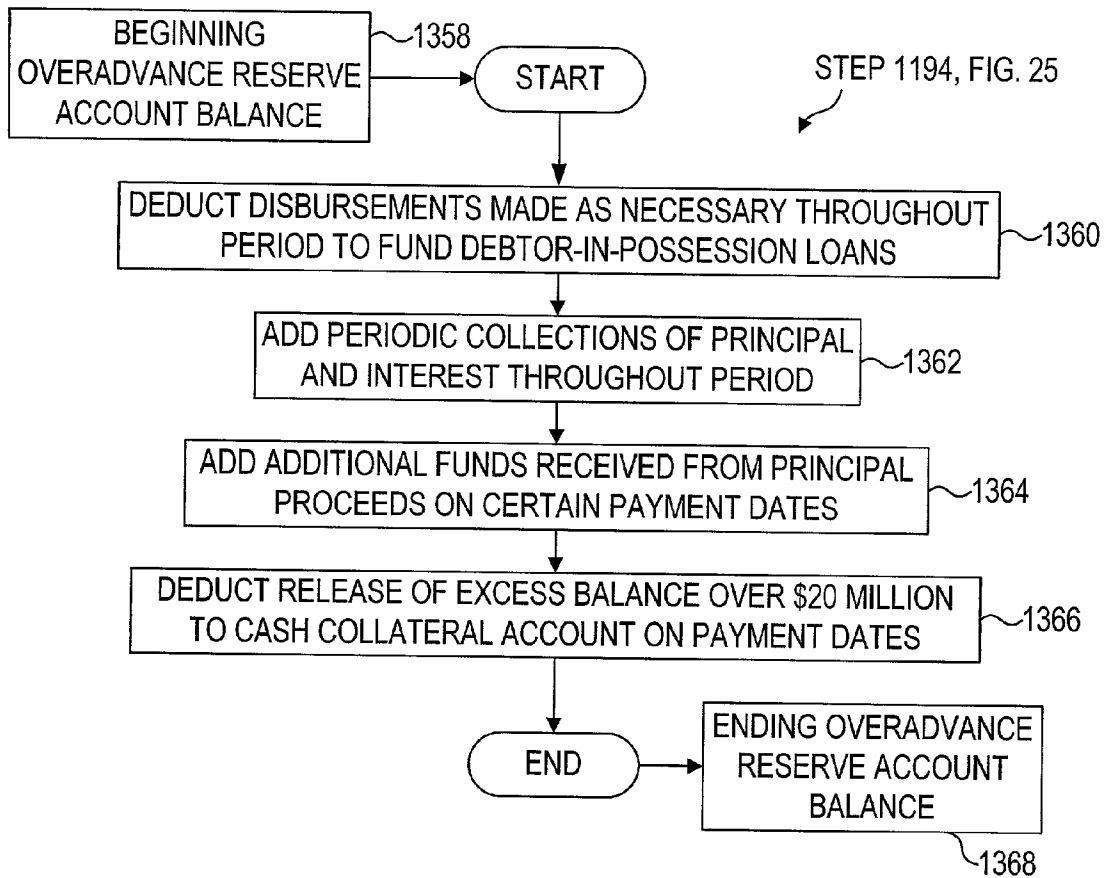 BEGINNING
OVERADVANCE RESERVE
ACCOUNT BALANCE
1358
START
STEP 1194, FIG. 25
DEDUCT DISBURSEMENTS MADE AS NECESSARY THROUGHOUT
PERIOD TO FUND DEBTOR-IN-POSSESSION LOANS
1360
ADD PERIODIC COLLECTIONS OF PRINCIPAL
AND INTEREST THROUGHOUT PERIOD
1362
ADD ADDITIONAL FUNDS RECEIVED FROM PRINCIPAL
PROCEEDS ON CERTAIN PAYMENT DATES
1364
DEDUCT RELEASE OF EXCESS BALANCE OVER $20 MILLION
TO CASH COLLATERAL ACCOUNT ON PAYMENT DATES
1366
END
ENDING OVERADVANCE
RESERVE ACCOUNT
BALANCE
1368